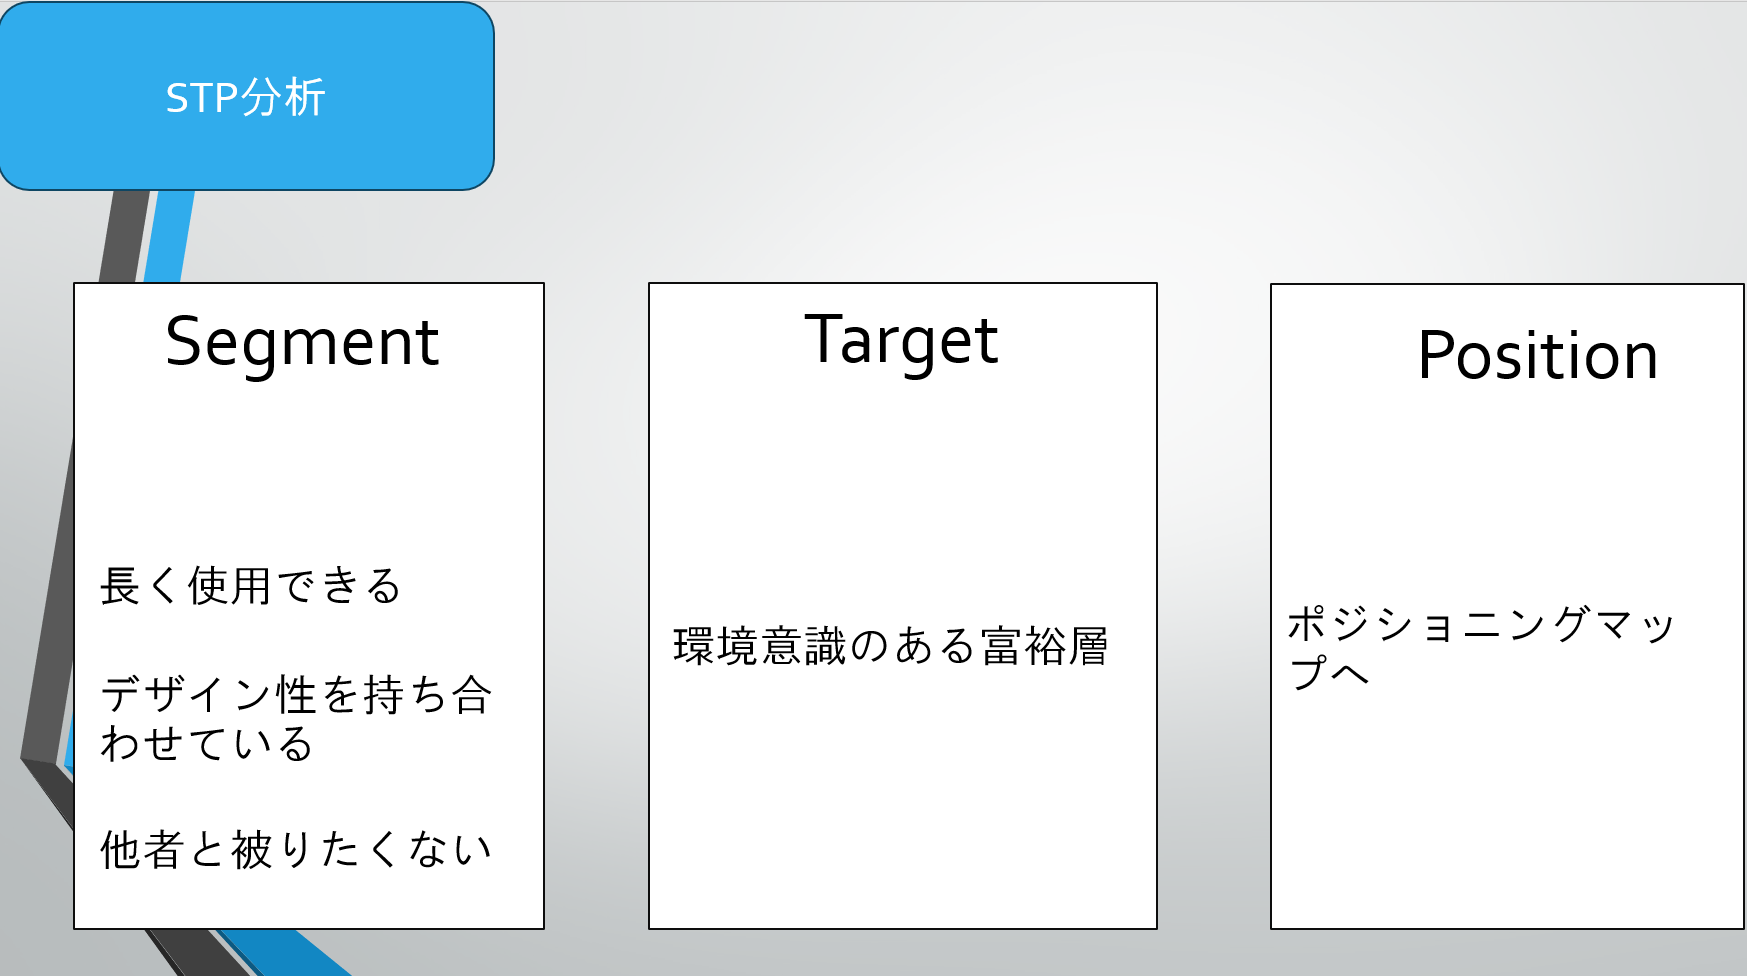 STP分析
Segment
長く使用できる
デザイン性を持ち合
わせている
他者と被りたくない
Target
環境意識のある富裕層
Position
ポジショニングマッ
プへ